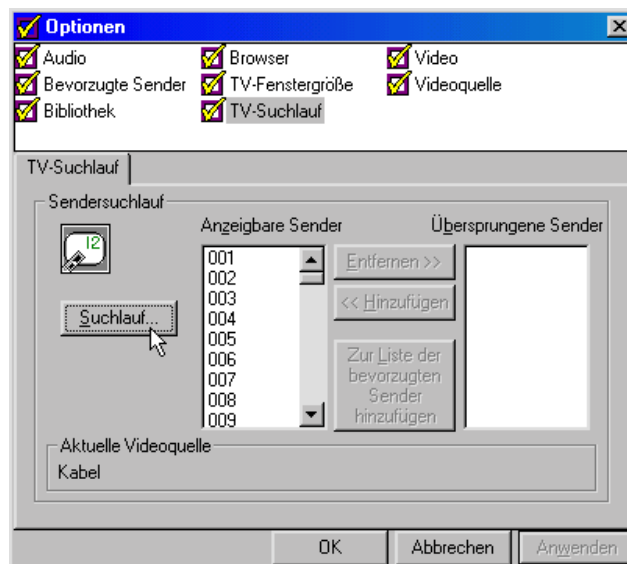 Optionen
Audio
Browser
Video
Bevorzugte Sender
TV-Fenstergröße
Videoquelle
Bibliothek
TV-Suchlauf
TV-Suchlauf
Sendersuchlauf
12
Anzeigbare Sender
Übersprungene Sender
001
002
003
004
005
006
007
008
009
Suchlauf...
Entfernen >>
<< Hinzufügen
Zur Liste der
bevorzugten
Sender
hinzufügen
Aktuelle Videoquelle
Kabel
OK
Abbrechen
Anwenden